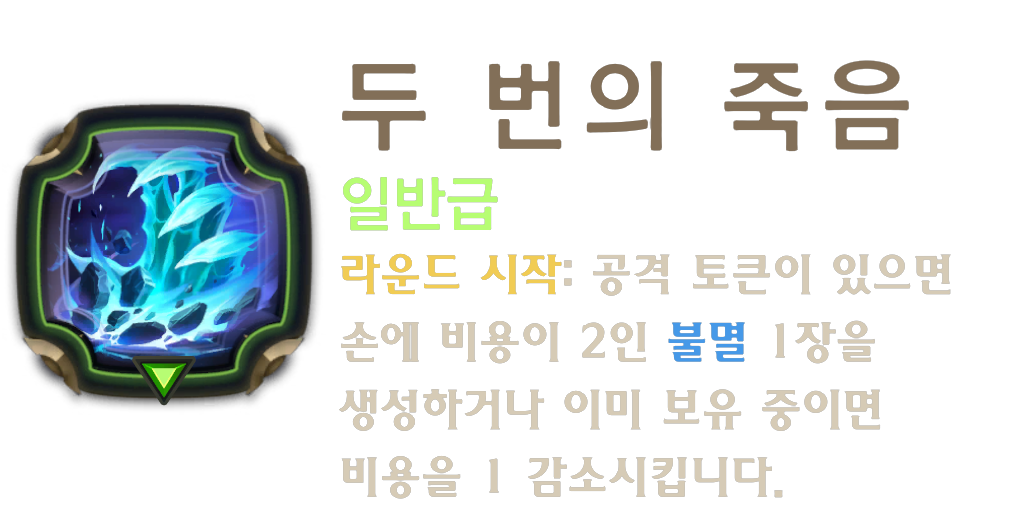 두 번의 죽음
일반급
라운드 시작: 공격 토큰이 있으면
손에 비용이 2인 불멸 1장을
생성하거나 이미 보유 중이면
비용을 1 감소시킵니다.